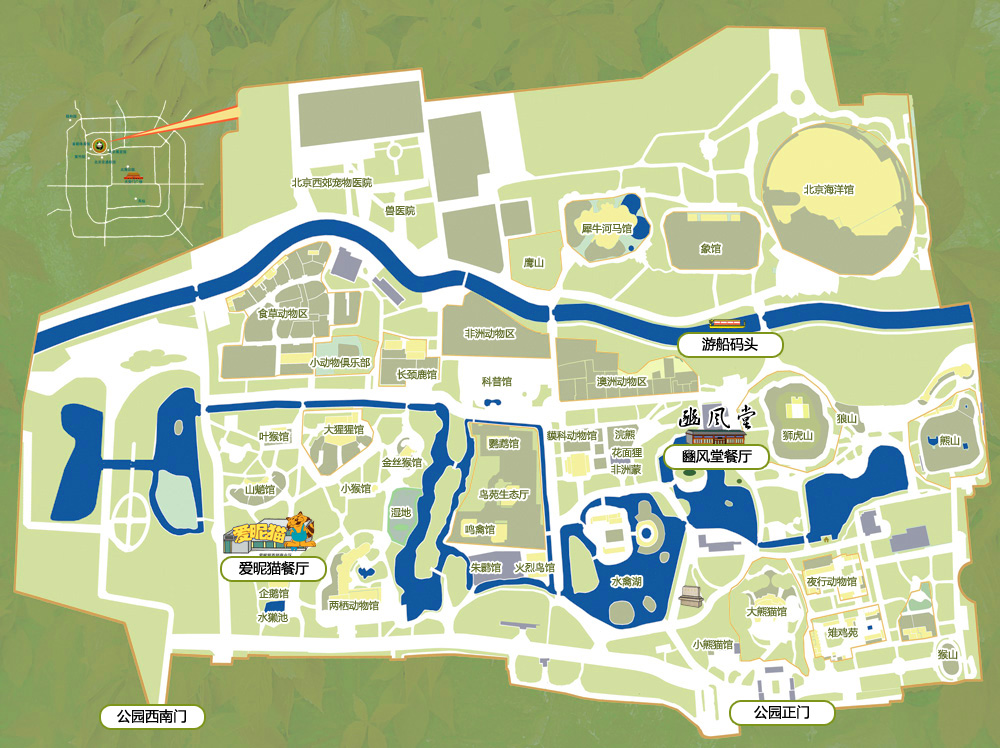 北京海洋馆
北京西郊宠物医院
兽医院
犀牛河马馆
象馆
鹰山
食草动物区
非洲动物区
游船码头
小动物俱乐部
长颈鹿馆
科普馆
澳洲动物区
豳风堂
豳风堂餐厅
狮虎山
狼山
熊山
叶猴馆
大猩猩馆
金丝猴馆
鹦鹉馆
貘科动物馆
浣熊
花面狸
非洲蒙
山魈馆
小猴馆
鸟苑生态厅
湿地
鸣禽馆
爱昵猫
爱昵猫餐厅
朱鹮馆
火烈鸟馆
水禽湖
企鹅馆
水獭池
两栖动物馆
大熊猫馆
夜行动物馆
雉鸡苑
小熊猫馆
猴山
公园西南门
公园正门